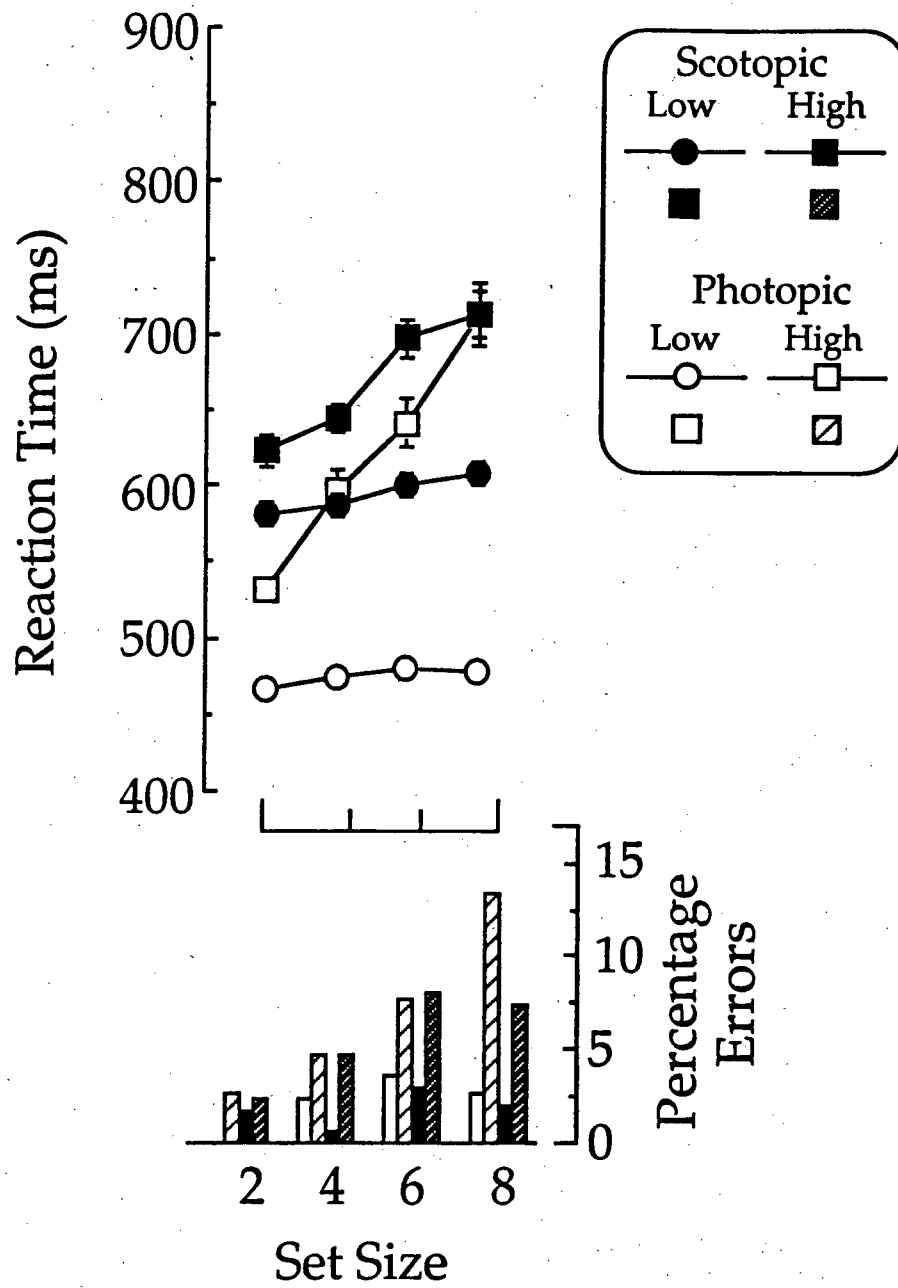 900
800
700
600
500
400
Reaction Time (ms)
Scotopic
Low High
Photopic
Low High
15
10
5
0
Percentage
Errors
2 4 6 8
Set Size